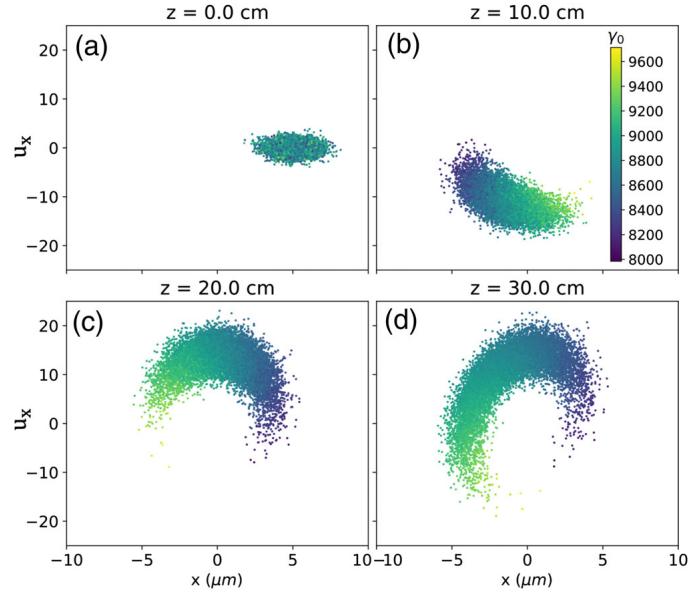 z = 0.0 cm
z = 10.0 cm
(a)
(b)
γ₀
20
10
0
−10
−20
uₓ
9600
9400
9200
9000
8800
8600
8400
8200
8000
z = 20.0 cm
z = 30.0 cm
(c)
(d)
20
10
0
−10
−20
uₓ
−10
−5
0
5
−10
−5
0
5
10
x (μm)
x (μm)